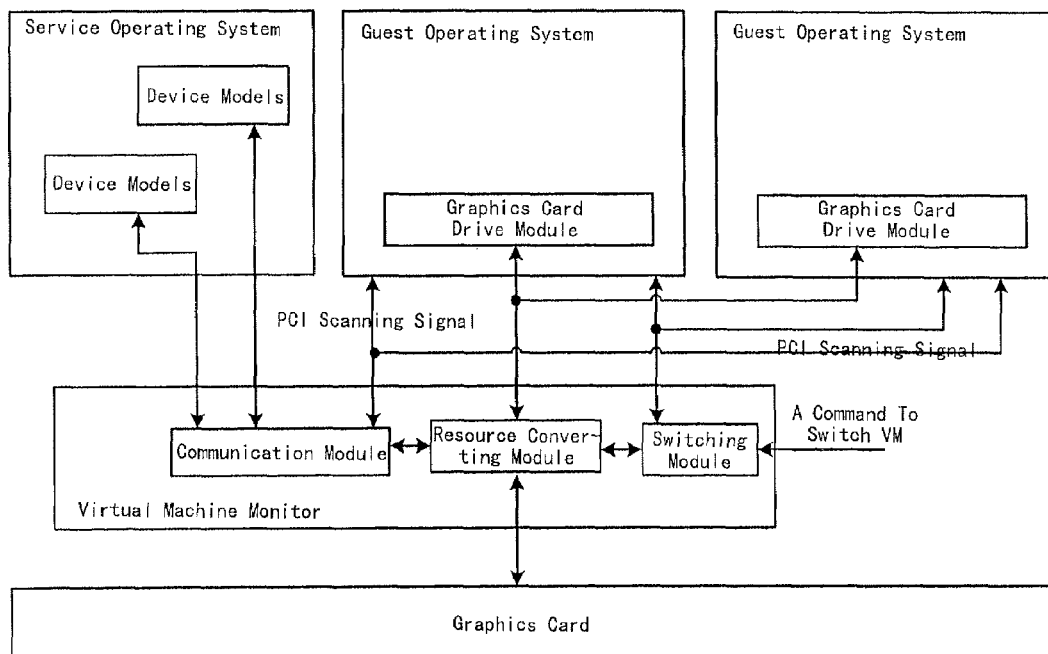 Service Operating System
Guest Operating System
Guest Operating System
Device Models
Device Models
Graphics Card
Drive Module
Graphics Card
Drive Module
PCI Scanning Signal
PCI Scanning Signal
A Command To
Switch VM
Communication Module
Resource Conver-
ting Module
Switching
Module
Virtual Machine Monitor
Graphics Card